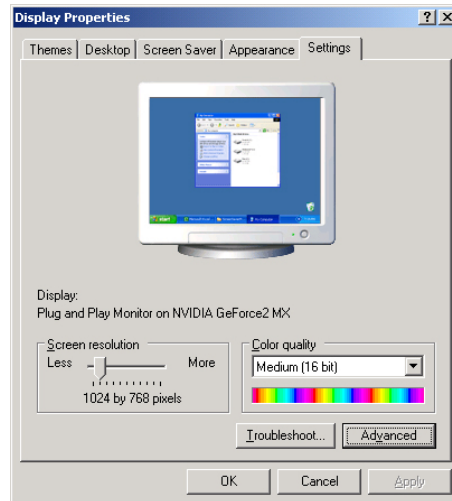 Display Properties
Themes Desktop Screen Saver Appearance Settings
start
Display:
Plug and Play Monitor on NVIDIA GeForce2 MX
Screen resolution
Less More
1024 by 768 pixels
Color quality
Medium (16 bit)
Troubleshoot... Advanced
OK Cancel Apply